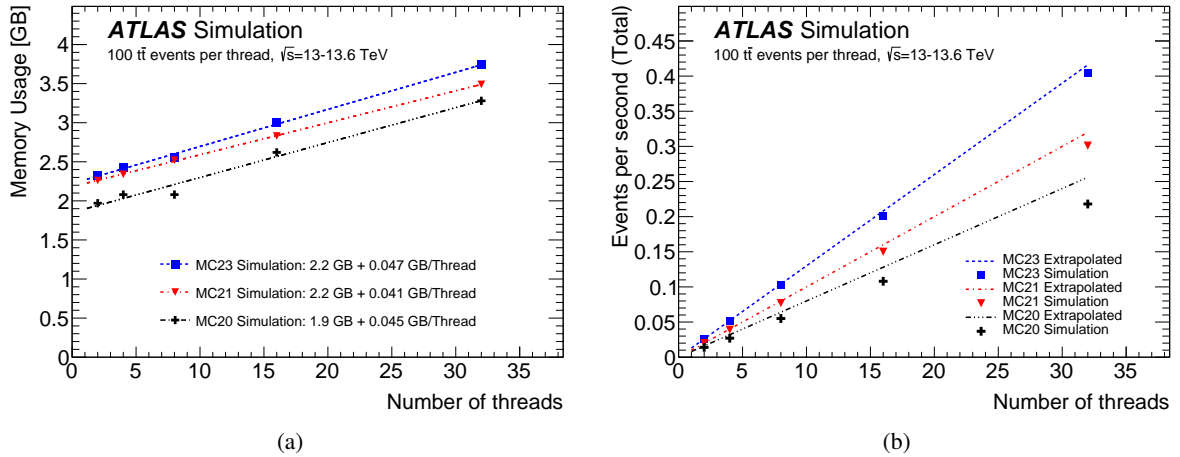 ATLAS Simulation
100 tt̄ events per thread, √s=13-13.6 TeV
Memory Usage [GB]
4
3.5
3
2.5
2
1.5
1
0.5
0
MC23 Simulation: 2.2 GB + 0.047 GB/Thread
MC21 Simulation: 2.2 GB + 0.041 GB/Thread
MC20 Simulation: 1.9 GB + 0.045 GB/Thread
0 5 10 15 20 25 30 35
Number of threads
(a)
ATLAS Simulation
100 tt̄ events per thread, √s=13-13.6 TeV
Events per second (Total)
0.45
0.4
0.35
0.3
0.25
0.2
0.15
0.1
0.05
0
MC23 Extrapolated
MC23 Simulation
MC21 Extrapolated
MC21 Simulation
MC20 Extrapolated
MC20 Simulation
0 5 10 15 20 25 30 35
Number of threads
(b)